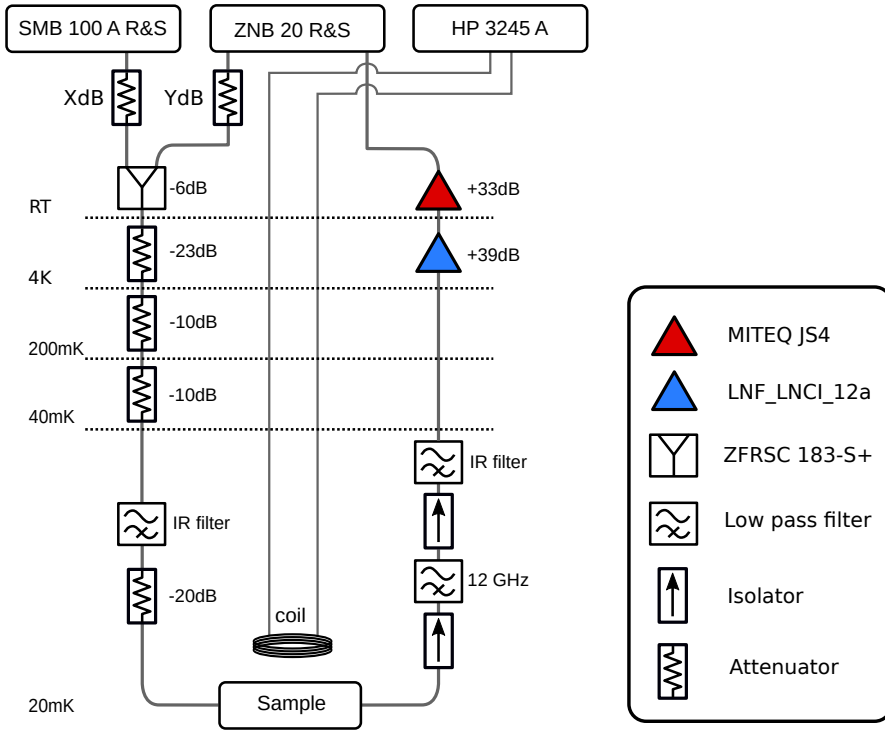 SMB 100 A R&S
ZNB 20 R&S
HP 3245 A
XdB
YdB
-6dB
+33dB
RT
-23dB
+39dB
4K
-10dB
200mK
-10dB
40mK
IR filter
IR filter
12 GHz
-20dB
coil
20mK
Sample
MITEQ JS4
LNF_LNCI_12a
ZFRSC 183-S+
Low pass filter
Isolator
Attenuator